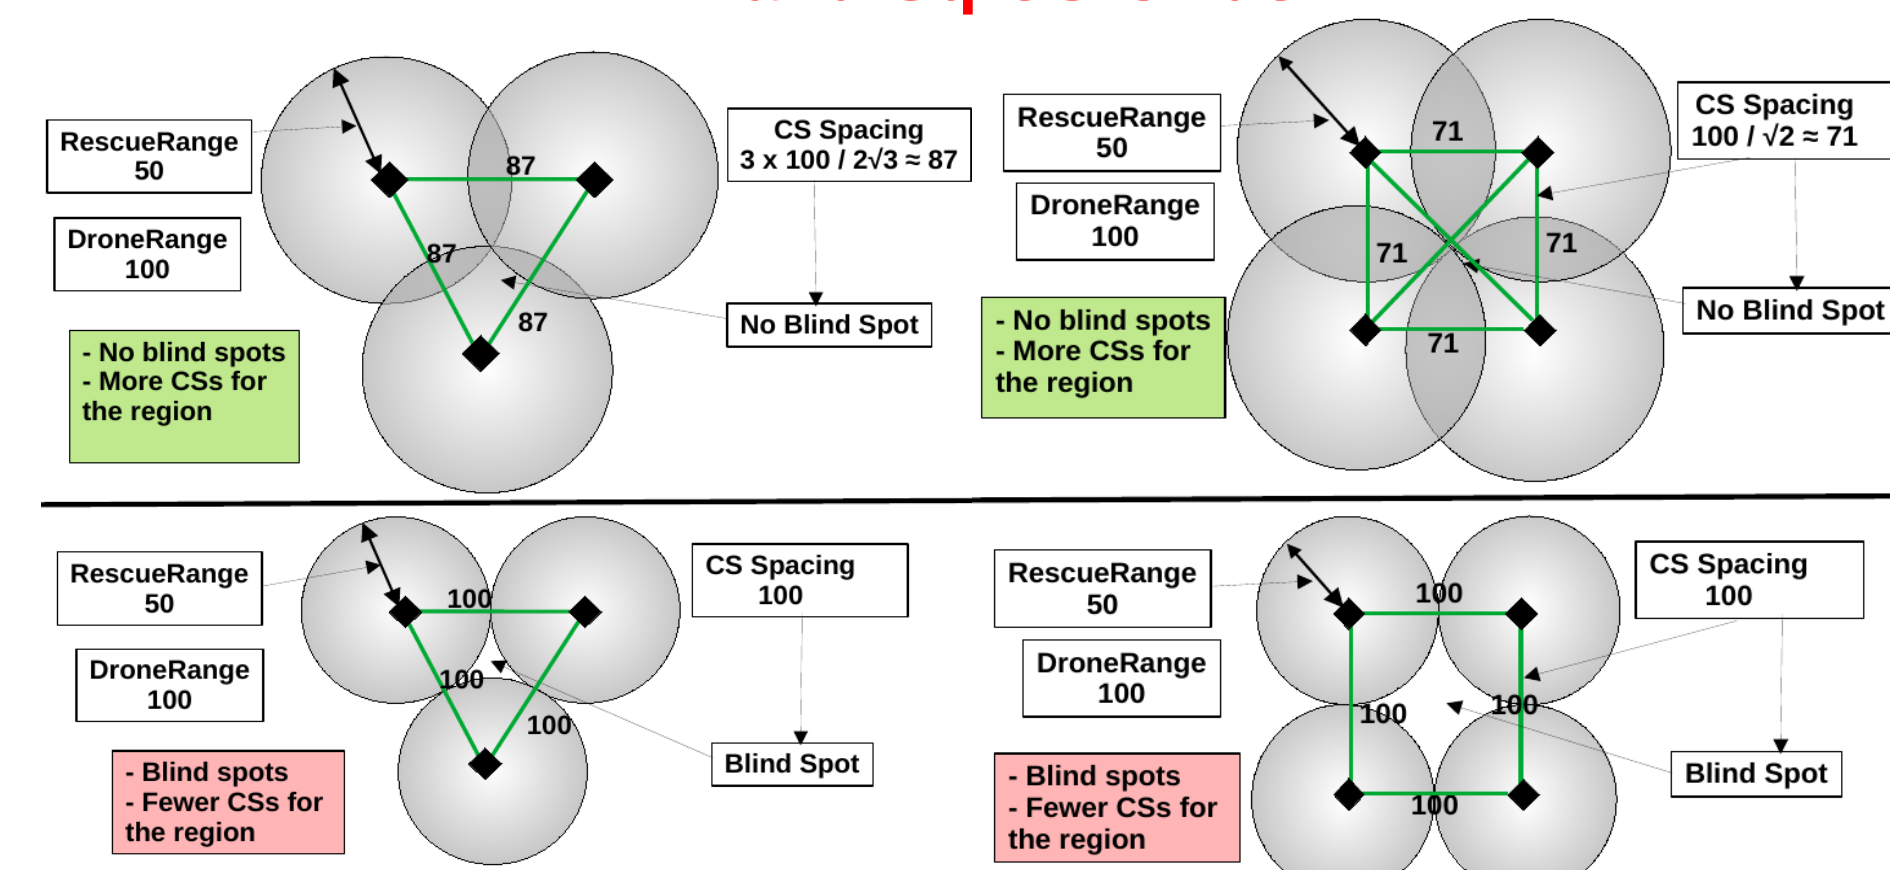 RescueRange
50
DroneRange
100
- No blind spots
- More CSs for
the region
87
87
87
CS Spacing
3 x 100 / 2√3 ≈ 87
No Blind Spot
RescueRange
50
DroneRange
100
- No blind spots
- More CSs for
the region
71
71
71
71
CS Spacing
100 / √2 ≈ 71
No Blind Spot
RescueRange
50
DroneRange
100
- Blind spots
- Fewer CSs for
the region
100
100
100
CS Spacing
100
Blind Spot
RescueRange
50
DroneRange
100
- Blind spots
- Fewer CSs for
the region
100
100
100
100
CS Spacing
100
Blind Spot